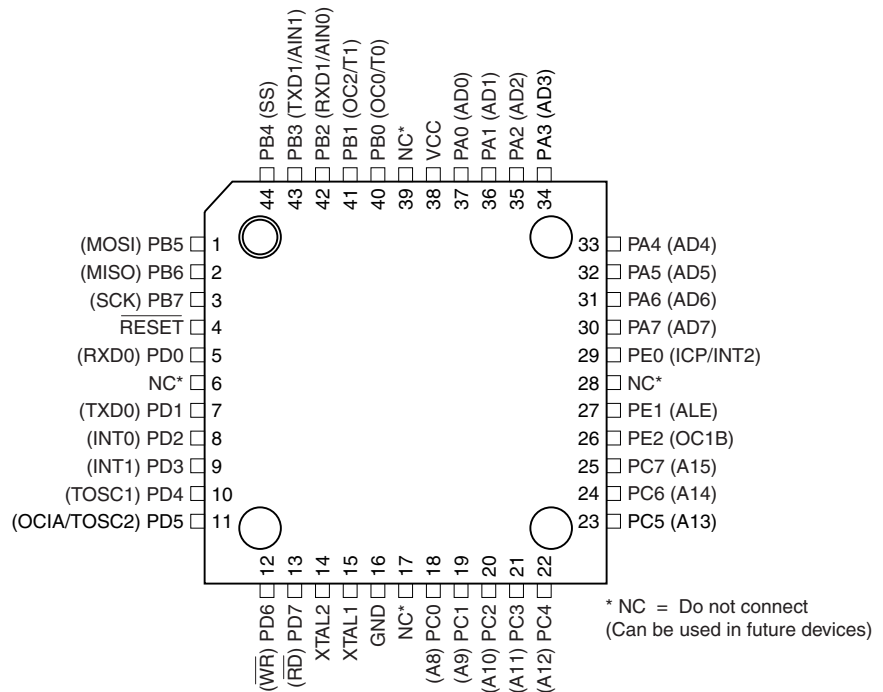 PB4 (SS)
PB3 (TXD1/AIN1)
PB2 (RXD1/AIN0)
PB1 (OC2/T1)
PB0 (OC0/T0)
NC*
VCC
PA0 (AD0)
PA1 (AD1)
PA2 (AD2)
PA3 (AD3)
44
43
42
41
40
39
38
37
36
35
34
(MOSI) PB5 1
(MISO) PB6 2
(SCK) PB7 3
RESET 4
(RXD0) PD0 5
NC* 6
(TXD0) PD1 7
(INT0) PD2 8
(INT1) PD3 9
(TOSC1) PD4 10
(OCIA/TOSC2) PD5 11
33 PA4 (AD4)
32 PA5 (AD5)
31 PA6 (AD6)
30 PA7 (AD7)
29 PE0 (ICP/INT2)
28 NC*
27 PE1 (ALE)
26 PE2 (OC1B)
25 PC7 (A15)
24 PC6 (A14)
23 PC5 (A13)
12
13
14
15
16
17
18
19
20
21
22
(WR) PD6
(RD) PD7
XTAL2
XTAL1
GND
NC*
(A8) PC0
(A9) PC1
(A10) PC2
(A11) PC3
(A12) PC4
* NC = Do not connect
(Can be used in future devices)